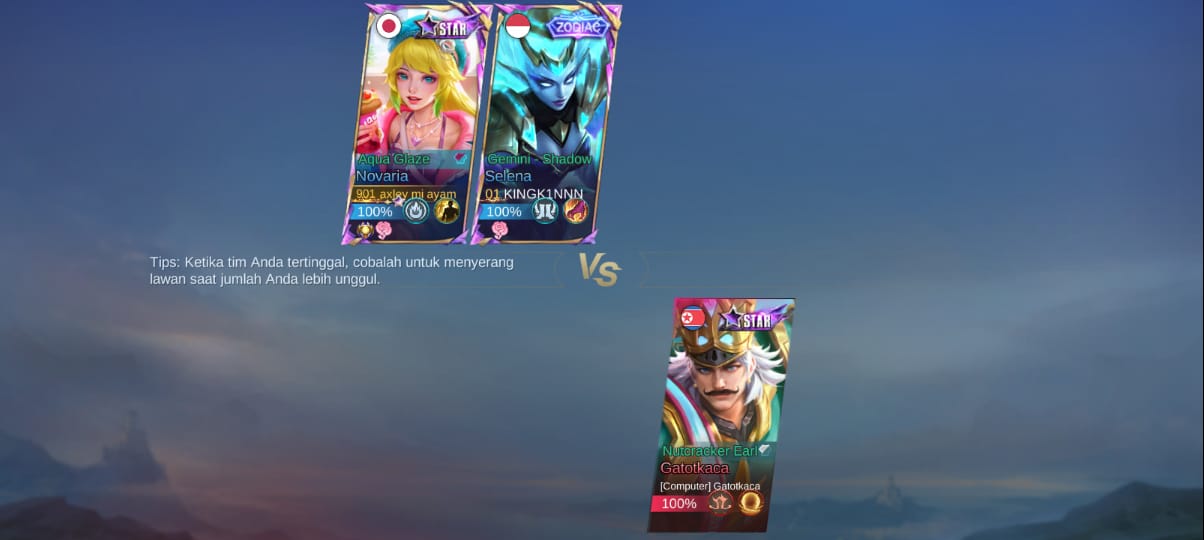 STAR
ZODIAC
Aqua Glaze
Gemini - Shadow
Novaria
Selena
901 axley mi ayam
01 KINGK1NNN
100%
100%
Tips: Ketika tim Anda tertinggal, cobalah untuk menyerang
lawan saat jumlah Anda lebih unggul.
VS
STAR
Nutcracker Earl
Gatotkaca
[Computer] Gatotkaca
100%